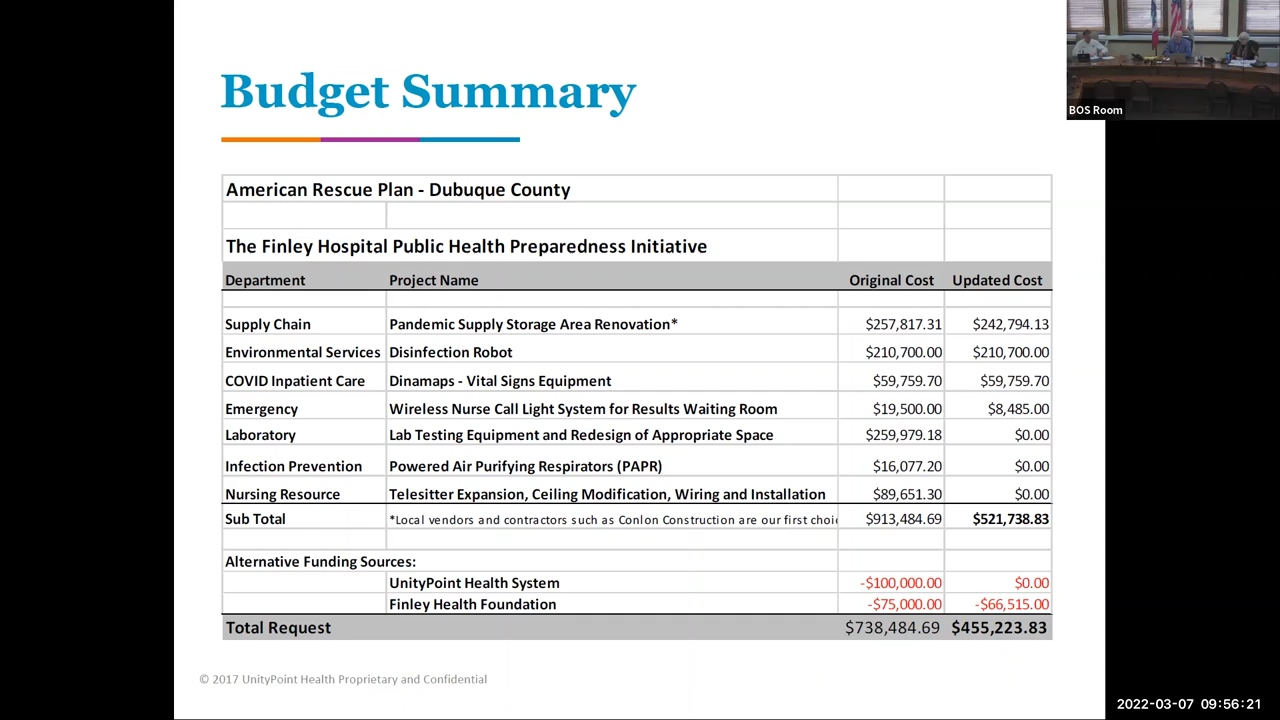 Budget Summary
BOS Room
American Rescue Plan - Dubuque County
The Finley Hospital Public Health Preparedness Initiative
Department Project Name Original Cost Updated Cost
Supply Chain Pandemic Supply Storage Area Renovation* $257,817.31 $242,794.13
Environmental Services Disinfection Robot $210,700.00 $210,700.00
COVID Inpatient Care Dinamaps - Vital Signs Equipment $59,759.70 $59,759.70
Emergency Wireless Nurse Call Light System for Results Waiting Room $19,500.00 $8,485.00
Laboratory Lab Testing Equipment and Redesign of Appropriate Space $259,979.18 $0.00
Infection Prevention Powered Air Purifying Respirators (PAPR) $16,077.20 $0.00
Nursing Resource Telesitter Expansion, Ceiling Modification, Wiring and Installation $89,651.30 $0.00
Sub Total *Local vendors and contractors such as Conlon Construction are our first choi $913,484.69 $521,738.83
Alternative Funding Sources:
UnityPoint Health System -$100,000.00 $0.00
Finley Health Foundation -$75,000.00 -$66,515.00
Total Request $738,484.69 $455,223.83
© 2017 UnityPoint Health Proprietary and Confidential
2022-03-07 09:56:21